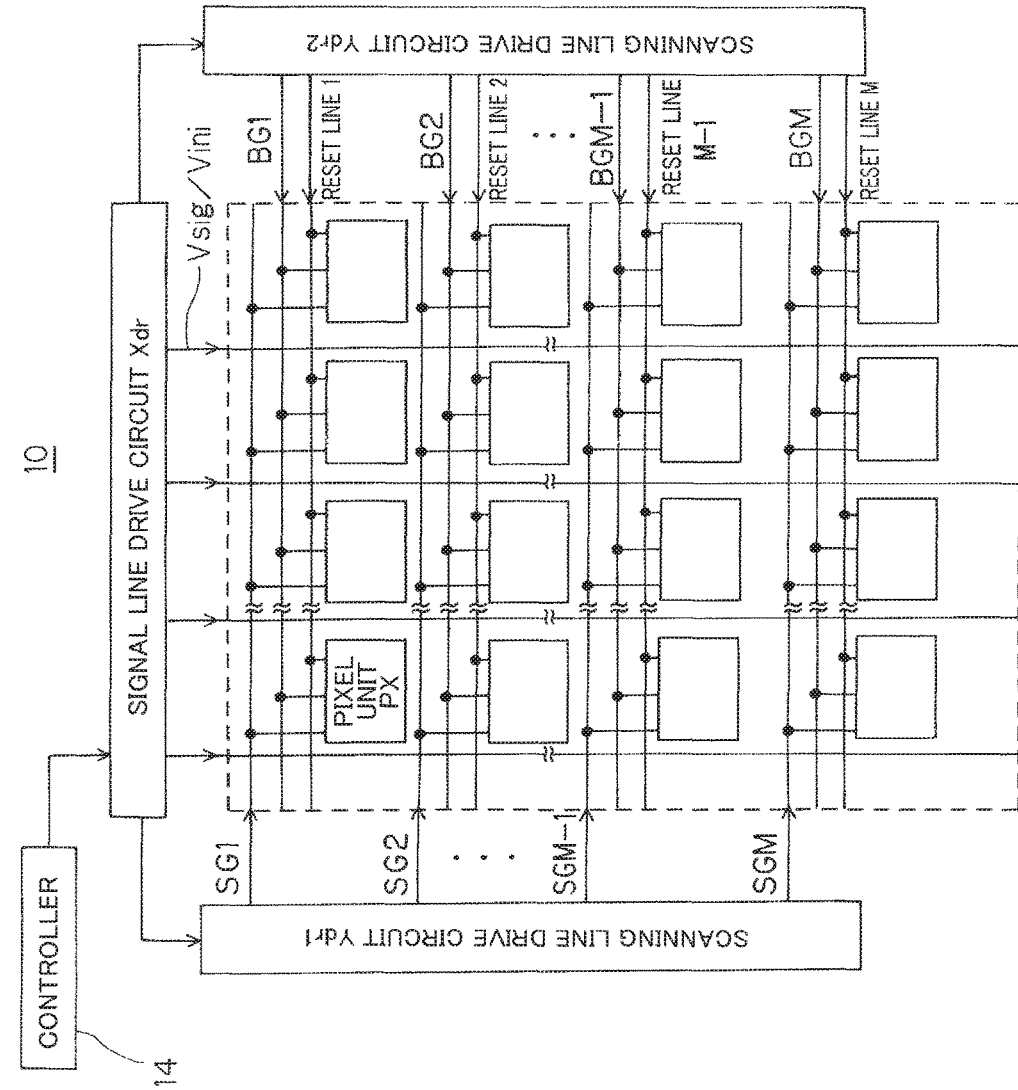 10
CONTROLLER
14
SIGNAL LINE DRIVE CIRCUIT Xdr
Vsig/Vini
SCANNING LINE DRIVE CIRCUIT Ydr1
SCANNING LINE DRIVE CIRCUIT Ydr2
SG1
SG2
. . .
SGM-1
SGM
BG1
RESET LINE 1
BG2
RESET LINE 2
. . .
BGM-1
RESET LINE
M-1
BGM
RESET LINE M
PIXEL
UNIT
PX